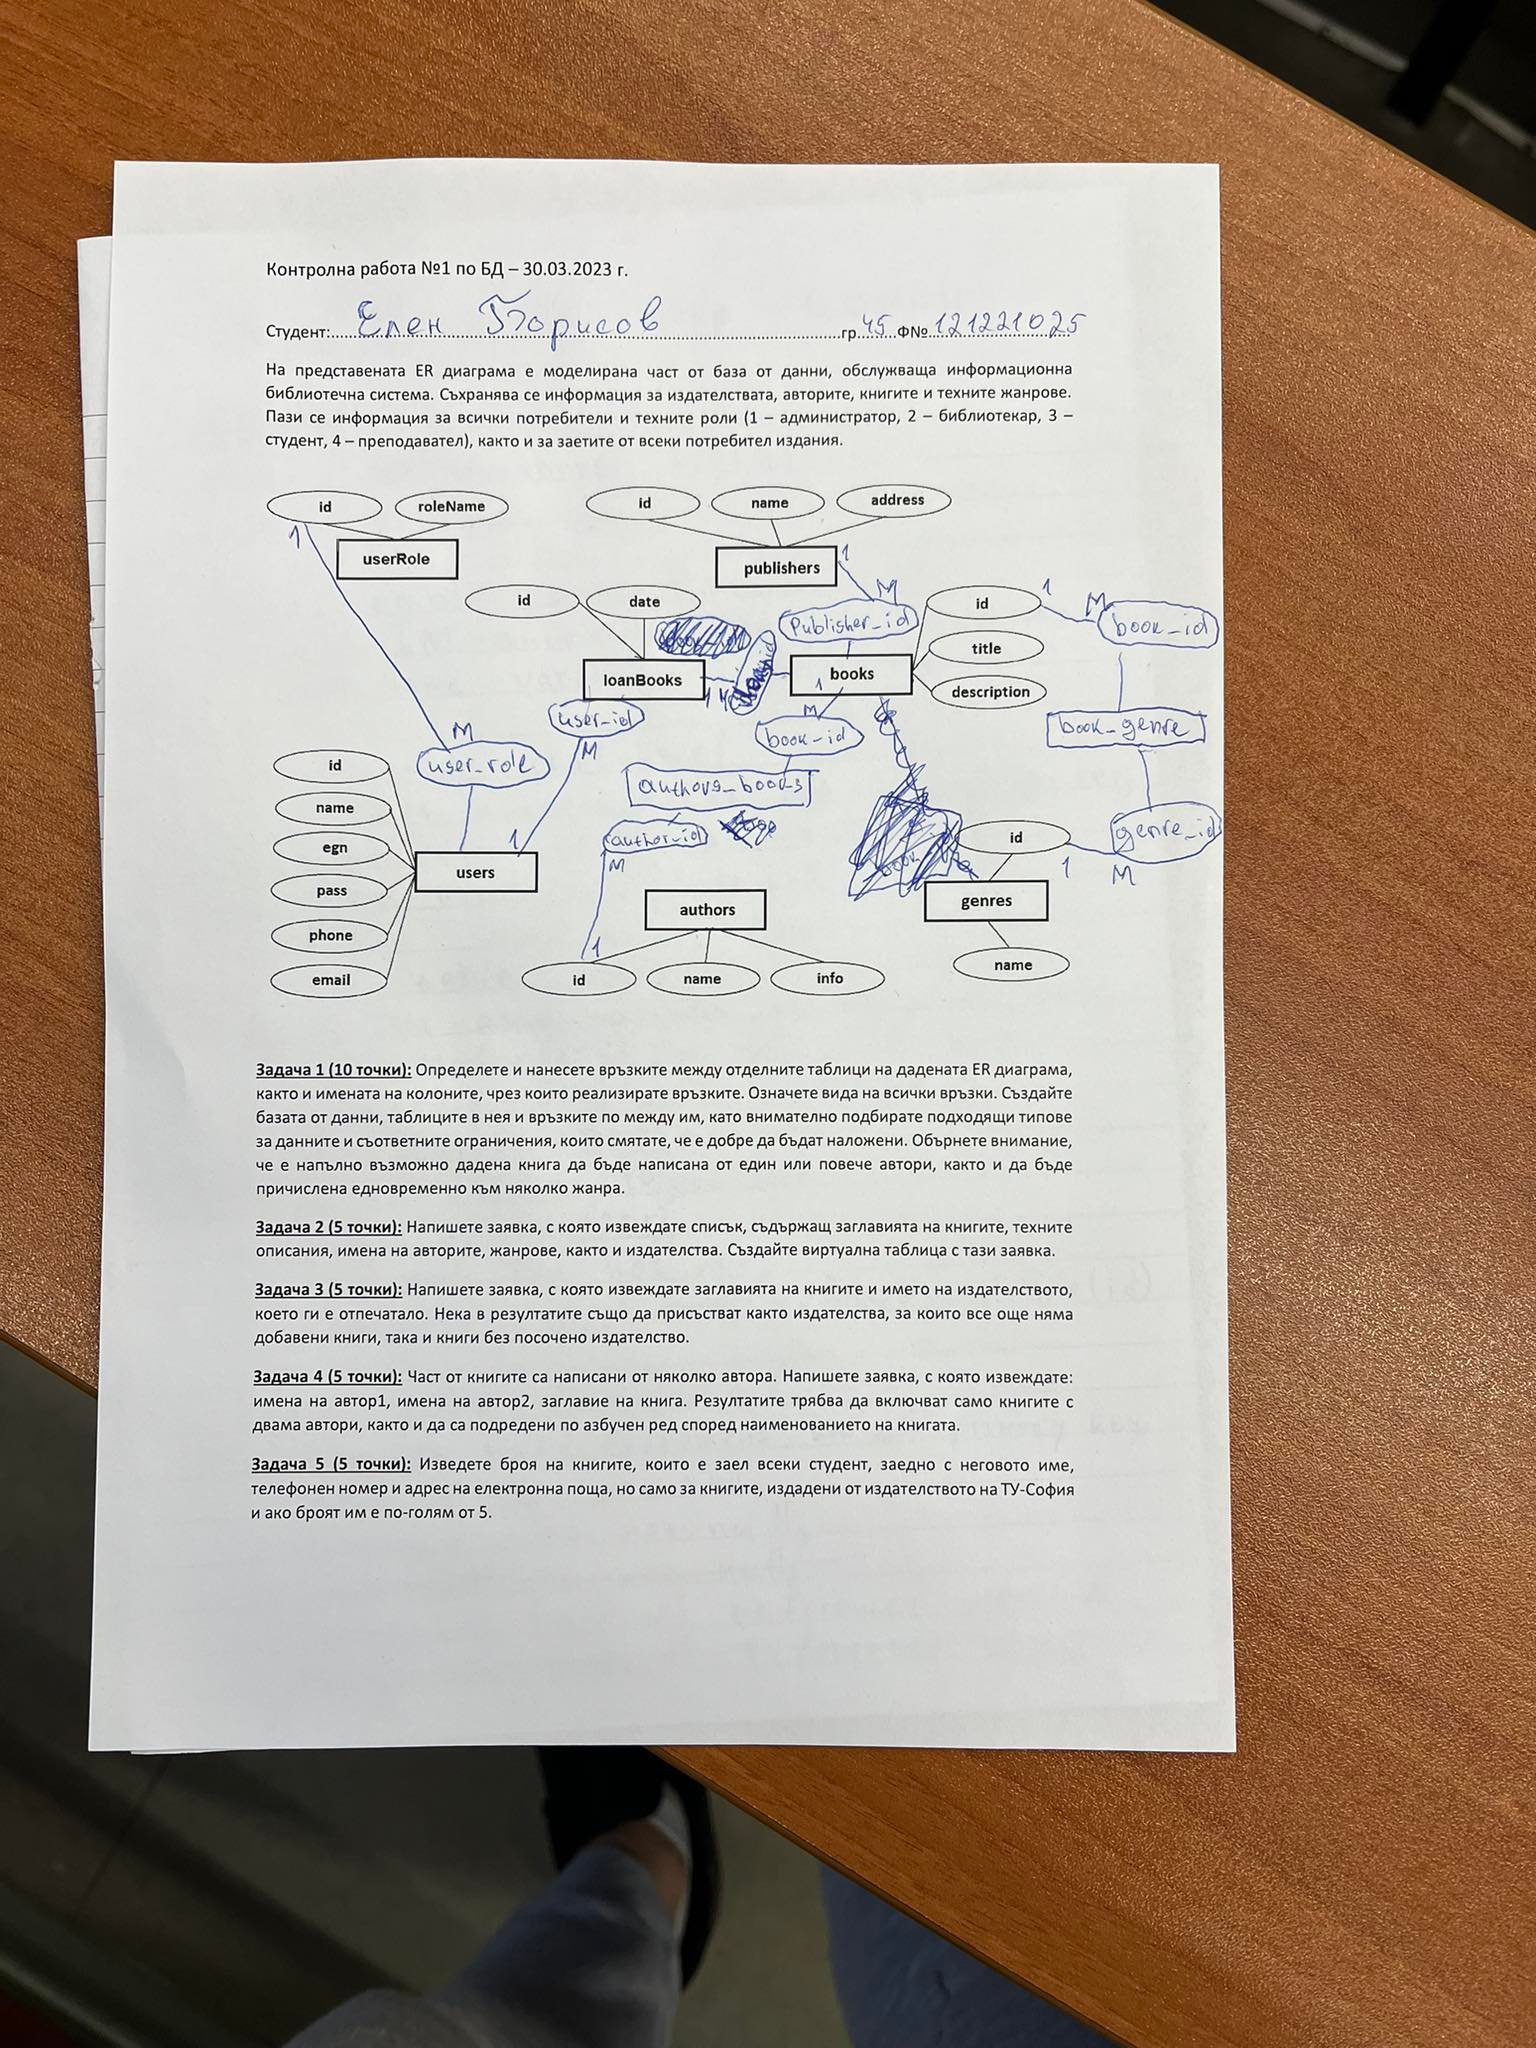 Контролна работа №1 по БД – 30.03.2023 г.
Студент: Елен Борисов гр 45 Ф№ 121221025
На представената ER диаграма е моделирана част от база от данни, обслужваща информационна
библиотечна система. Съхранява се информация за издателствата, авторите, книгите и техните жанрове.
Пази се информация за всички потребители и техните роли (1 – администратор, 2 – библиотекар, 3 –
студент, 4 – преподавател), както и за заетите от всеки потребител издания.
id roleName id name address
1 userRole publishers 1
M
id date id 1 M book_id
Publisher_id
title
loanBooks 1 books 1
description
user_id M book_id book_genre
M M
id user_role
authors_books
name
author_id id 1 genre_id
egn 1 M M
users
pass authors genres
phone 1
name
email id name info
Задача 1 (10 точки): Определете и нанесете връзките между отделните таблици на дадената ER диаграма,
както и имената на колоните, чрез които реализирате връзките. Означете вида на всички връзки. Създайте
базата от данни, таблиците в нея и връзките по между им, като внимателно подбирате подходящи типове
за данните и съответните ограничения, които смятате, че е добре да бъдат наложени. Обърнете внимание,
че е напълно възможно дадена книга да бъде написана от един или повече автори, както и да бъде
причислена едновременно към няколко жанра.
Задача 2 (5 точки): Напишете заявка, с която извеждате списък, съдържащ заглавията на книгите, техните
описания, имена на авторите, жанрове, както и издателства. Създайте виртуална таблица с тази заявка.
Задача 3 (5 точки): Напишете заявка, с която извеждате заглавията на книгите и името на издателството,
което ги е отпечатало. Нека в резултатите също да присъстват както издателства, за които все още няма
добавени книги, така и книги без посочено издателство.
Задача 4 (5 точки): Част от книгите са написани от няколко автора. Напишете заявка, с която извеждате:
имена на автор1, имена на автор2, заглавие на книга. Резултатите трябва да включват само книгите с
двама автори, както и да са подредени по азбучен ред според наименованието на книгата.
Задача 5 (5 точки): Изведете броя на книгите, които е заел всеки студент, заедно с неговото име,
телефонен номер и адрес на електронна поща, но само за книгите, издадени от издателството на ТУ-София
и ако броят им е по-голям от 5.